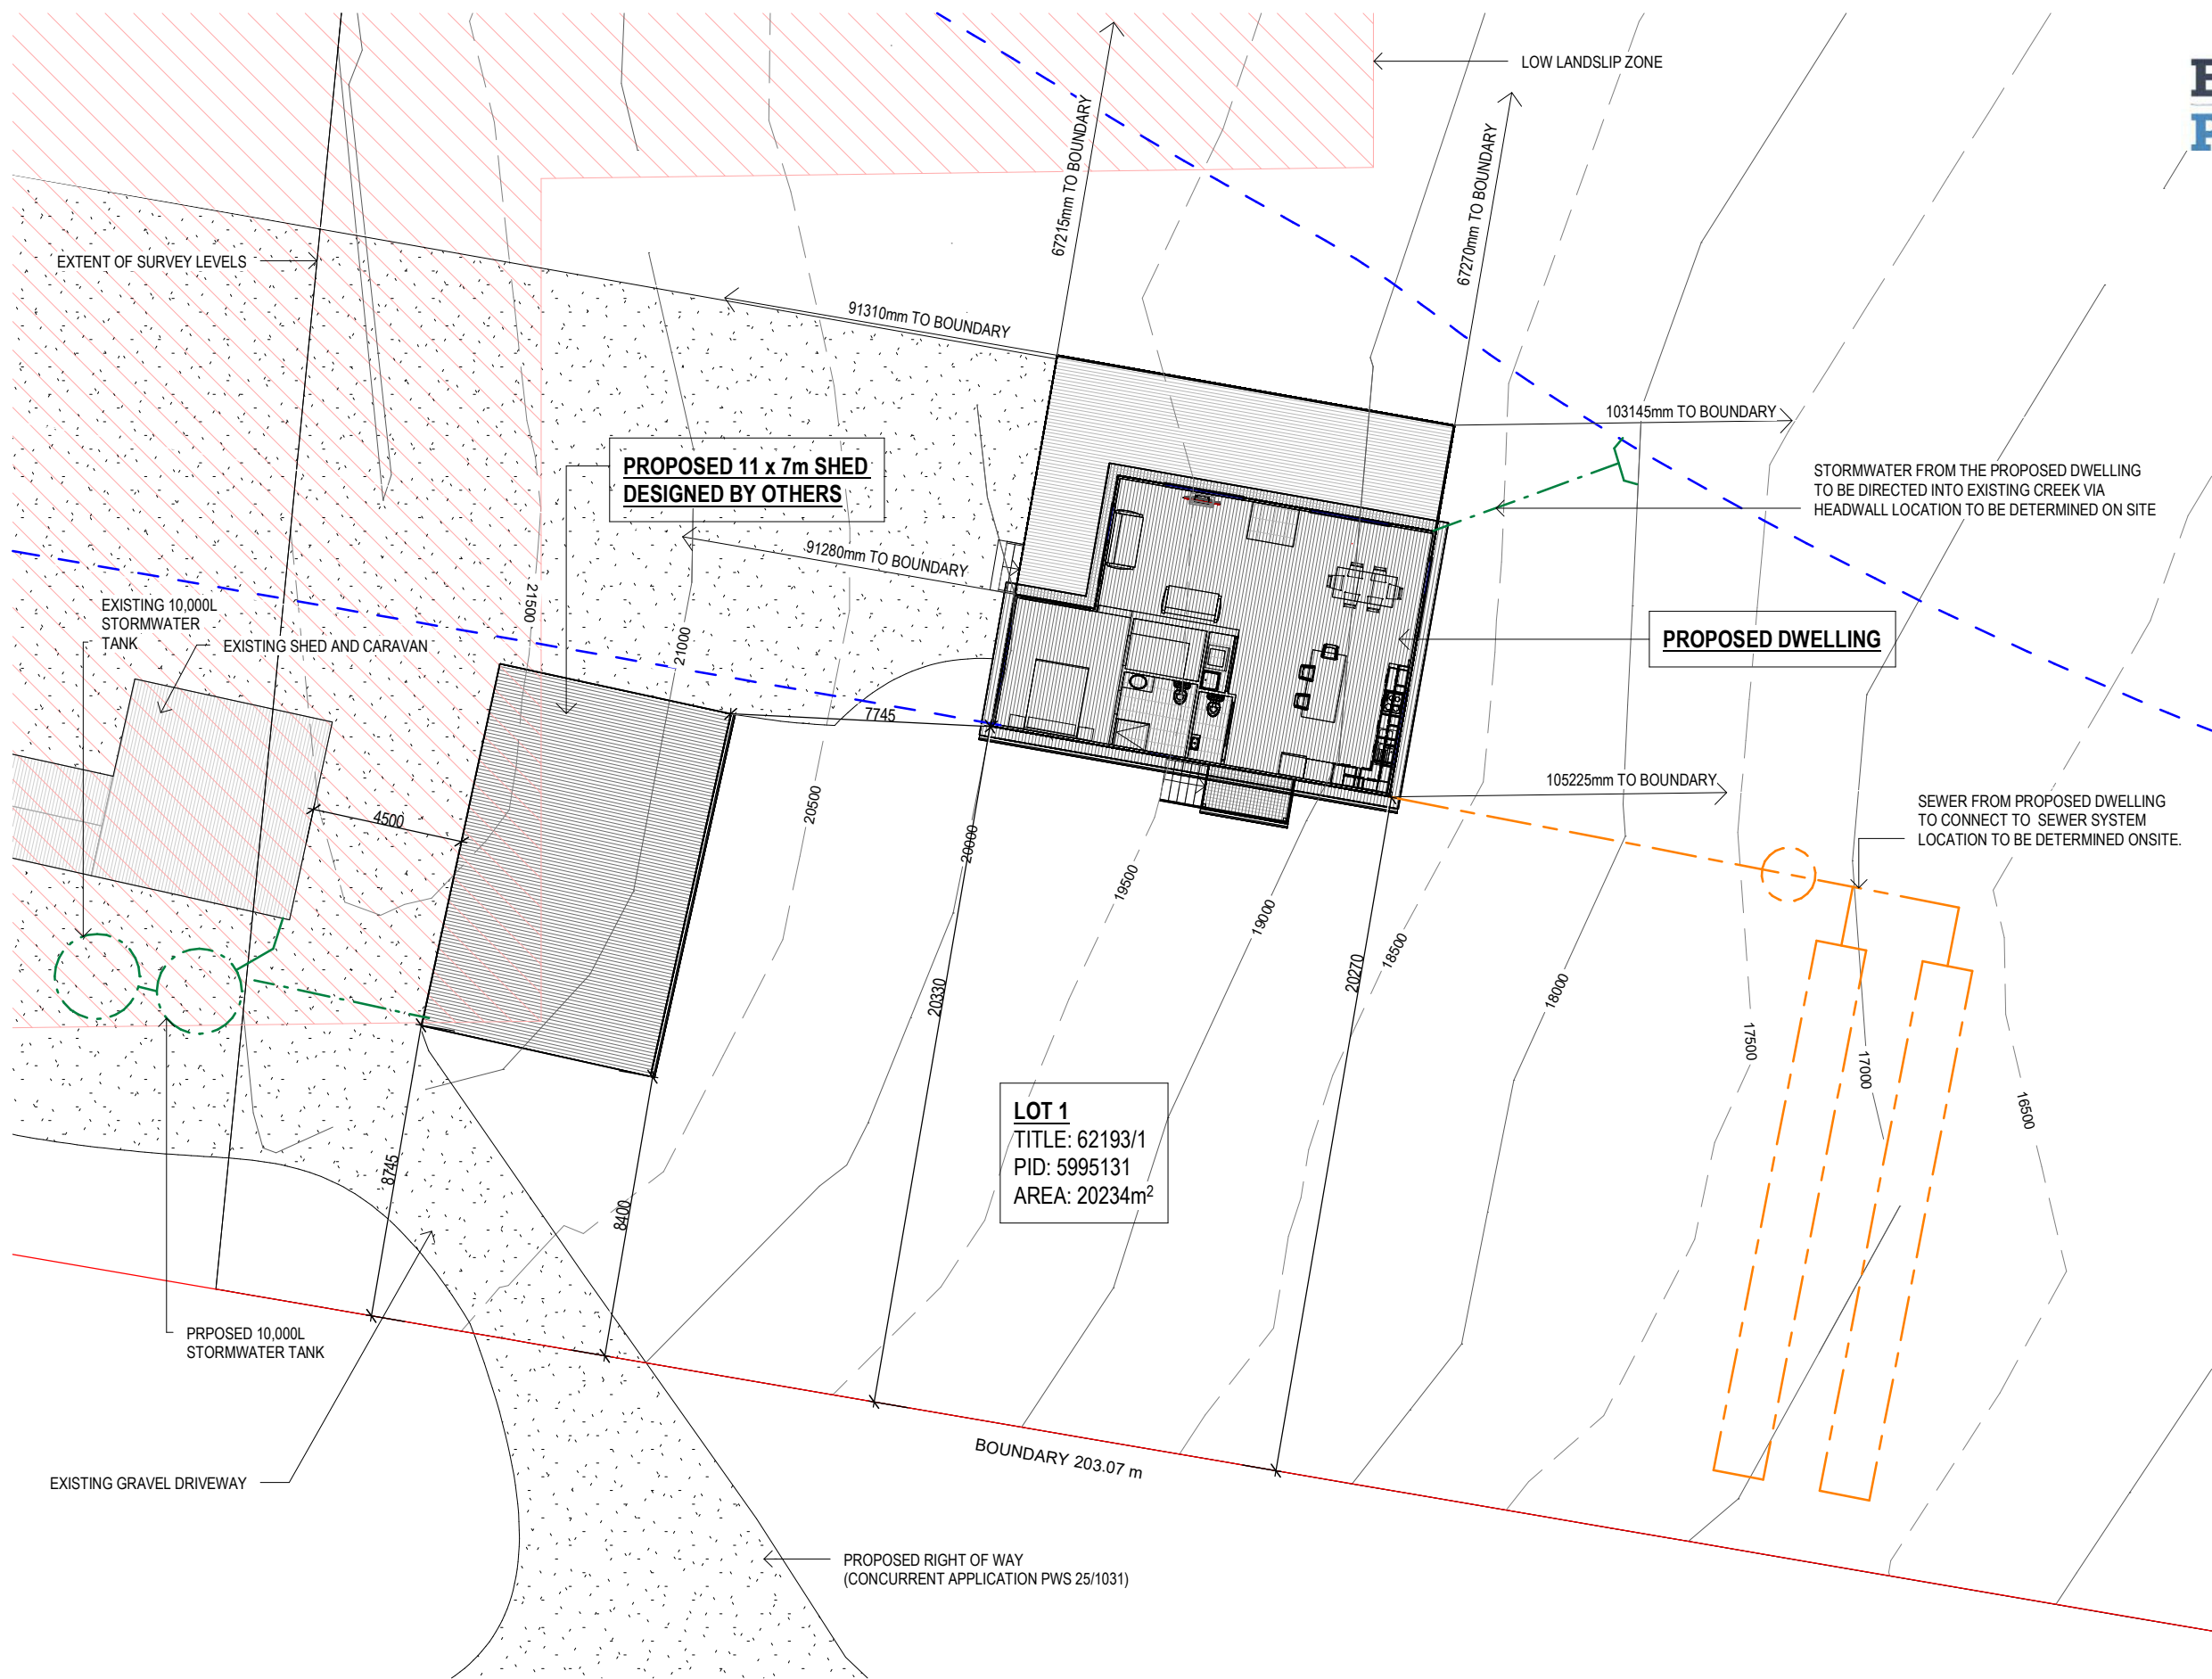 LOW LANDSLIP ZONE
67215mm TO BOUNDARY
67270mm TO BOUNDARY
EXTENT OF SURVEY LEVELS
91310mm TO BOUNDARY
103145mm TO BOUNDARY
PROPOSED 11 x 7m SHED
DESIGNED BY OTHERS
STORMWATER FROM THE PROPOSED DWELLING
TO BE DIRECTED INTO EXISTING CREEK VIA
HEADWALL LOCATION TO BE DETERMINED ON SITE
91280mm TO BOUNDARY
EXISTING 10,000L
STORMWATER
TANK
EXISTING SHED AND CARAVAN
21500
21000
PROPOSED DWELLING
7745
20500
105225mm TO BOUNDARY
4500
20000
19500
19000
18500
18000
17500
17000
16500
SEWER FROM PROPOSED DWELLING
TO CONNECT TO SEWER SYSTEM
LOCATION TO BE DETERMINED ONSITE.
20330
20270
LOT 1
TITLE: 62193/1
PID: 5995131
AREA: 20234m²
8745
8400
PRPOSED 10,000L
STORMWATER TANK
BOUNDARY 203.07 m
EXISTING GRAVEL DRIVEWAY
PROPOSED RIGHT OF WAY
(CONCURRENT APPLICATION PWS 25/1031)